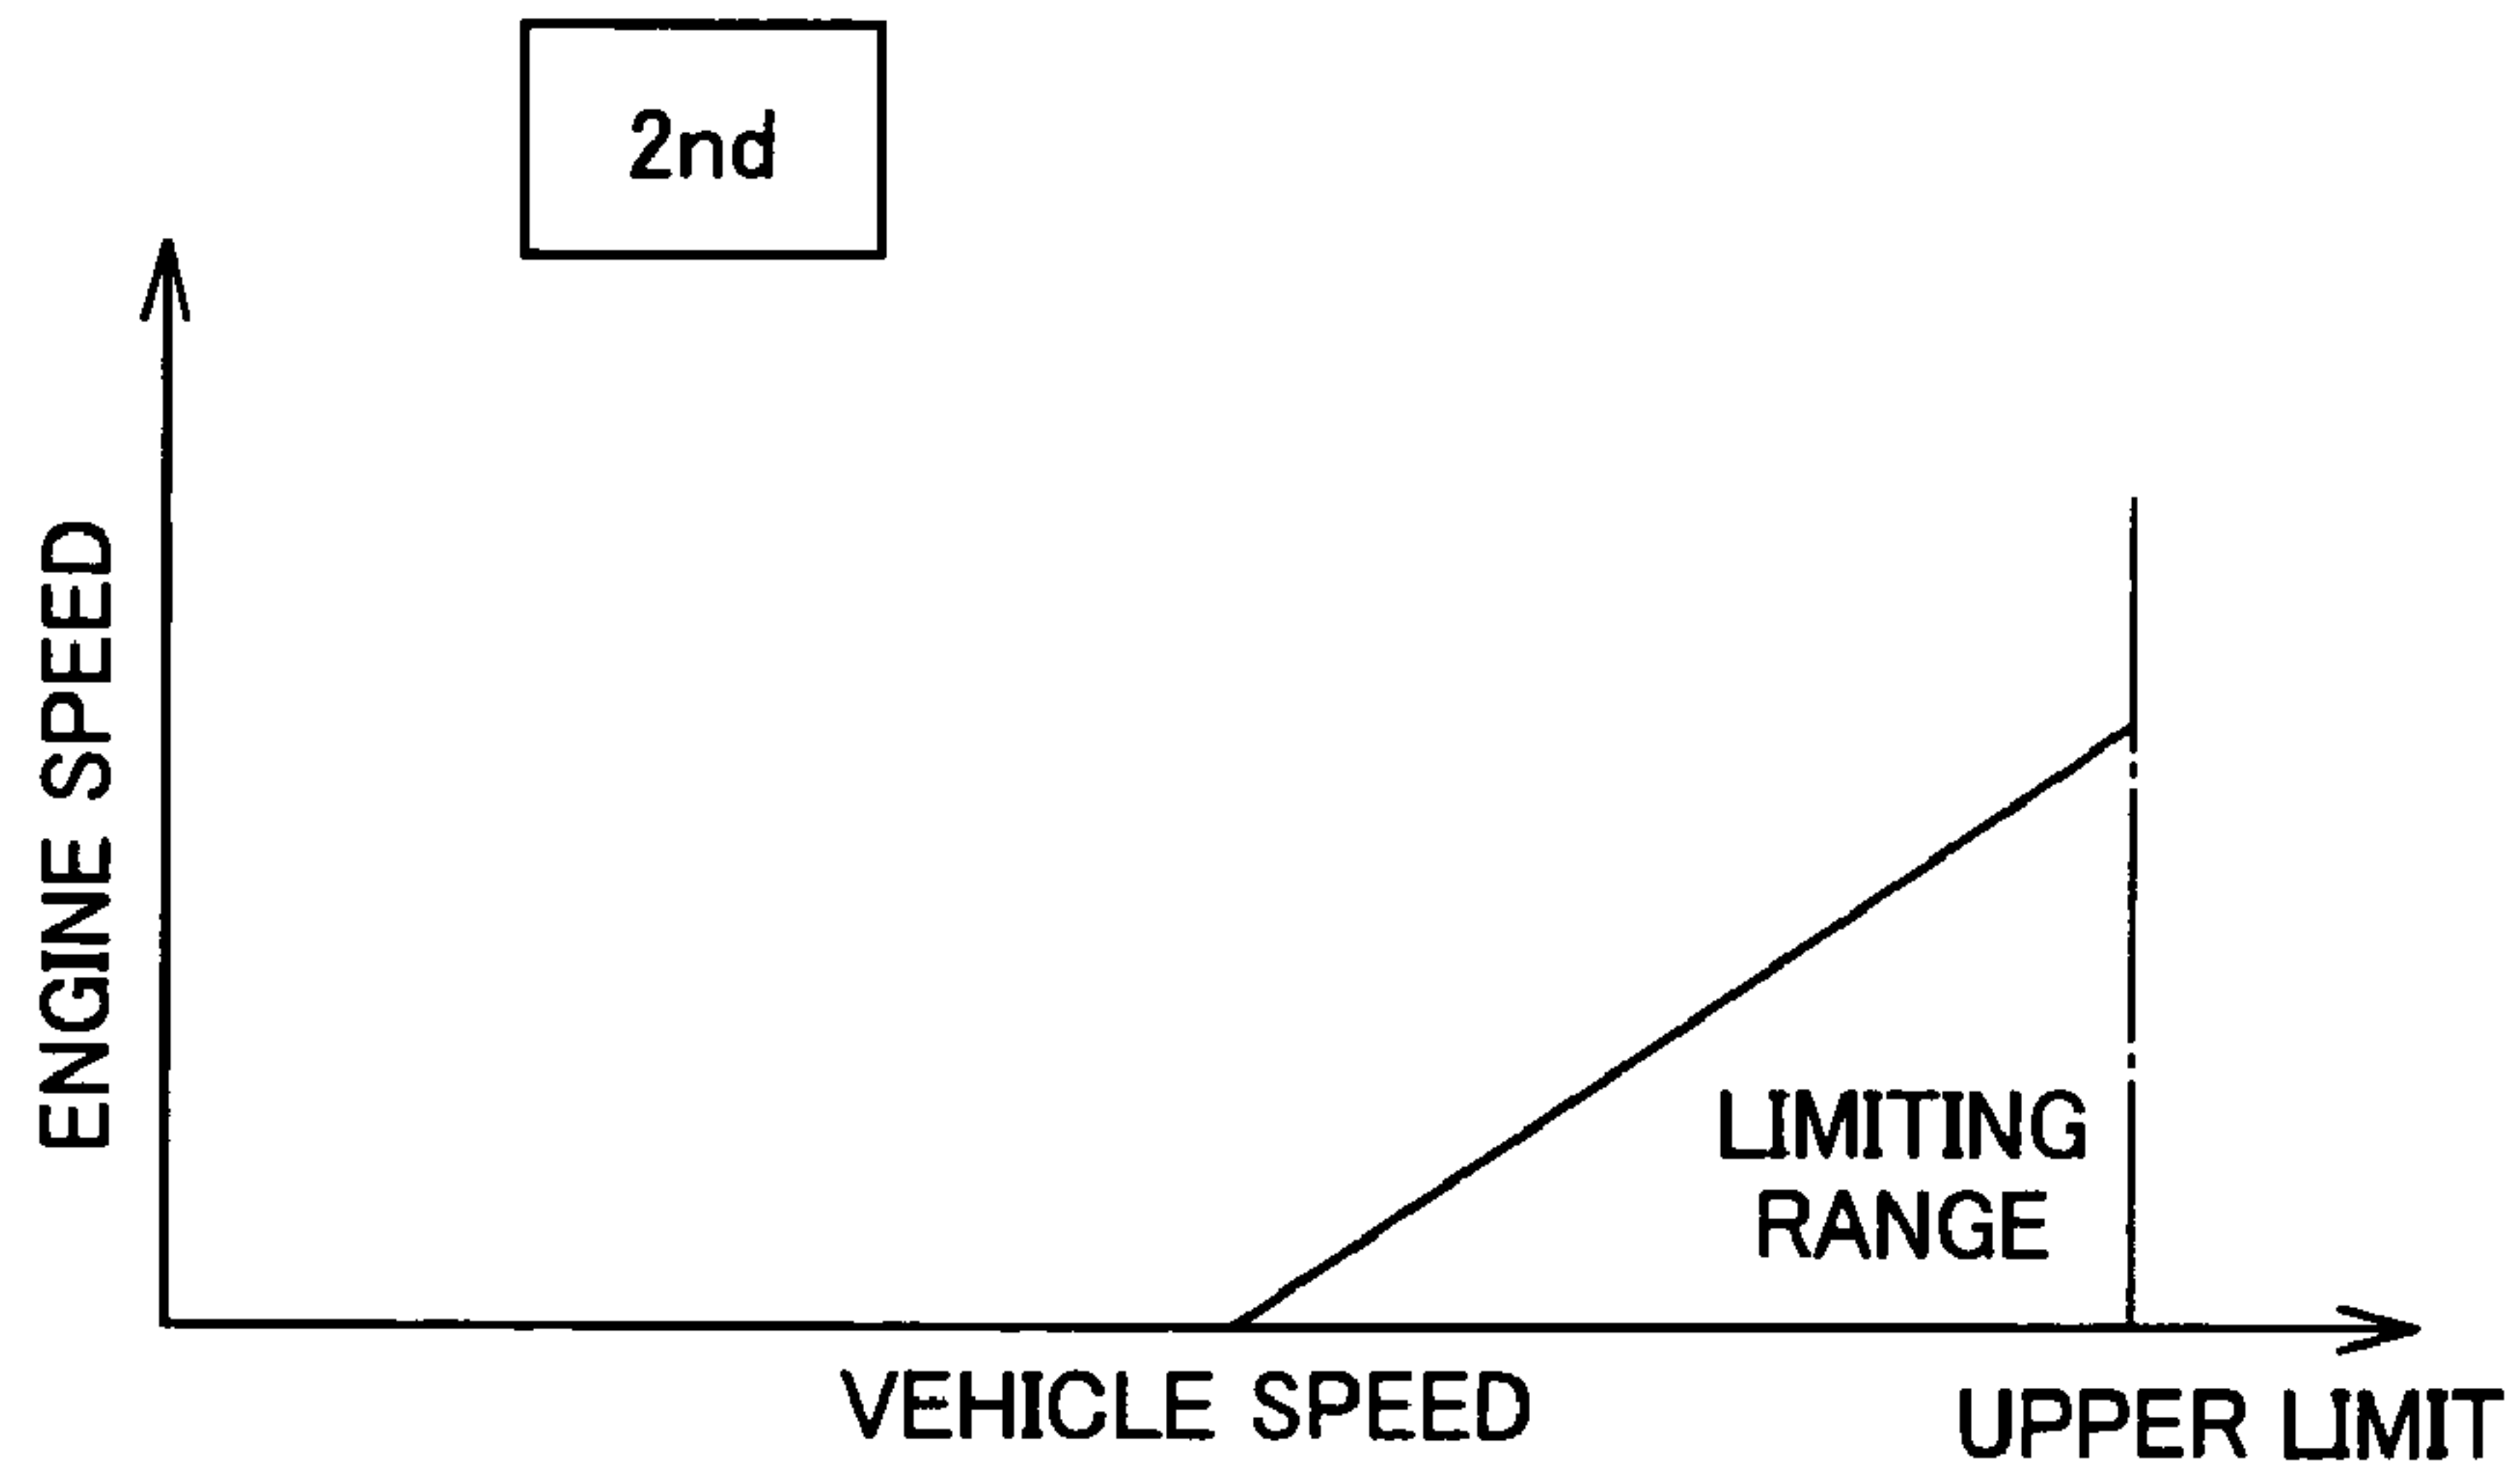 2nd
ENGINE SPEED
LIMITING
RANGE
VEHICLE SPEED
UPPER LIMIT